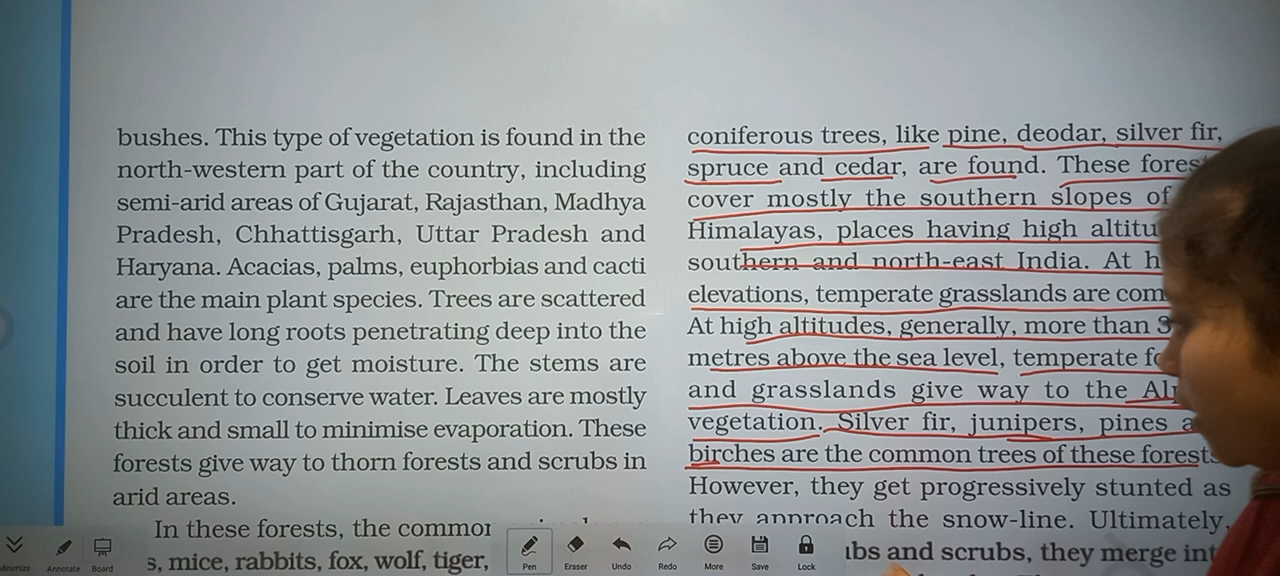 bushes. This type of vegetation is found in the
north-western part of the country, including
semi-arid areas of Gujarat, Rajasthan, Madhya
Pradesh, Chhattisgarh, Uttar Pradesh and
Haryana. Acacias, palms, euphorbias and cacti
are the main plant species. Trees are scattered
and have long roots penetrating deep into the
soil in order to get moisture. The stems are
succulent to conserve water. Leaves are mostly
thick and small to minimise evaporation. These
forests give way to thorn forests and scrubs in
arid areas.
In these forests, the common
mice, rabbits, fox, wolf, tiger,
coniferous trees, like pine, deodar, silver fir,
spruce and cedar, are found. These
cover mostly the southern slopes of
Himalayas, places having high
southern and north-east India. At
elevations, temperate grasslands are
At high altitudes, generally, more than
metres above the sea level, temperate
and grasslands give way to the
vegetation. Silver fir, junipers, pines
birches are the common trees of these forests
However, they get progressively stunted as
they approach the snow-line. Ultimately,
and scrubs, they merge
Minimize Annotate Board Pen Eraser Undo Redo More Save Lock